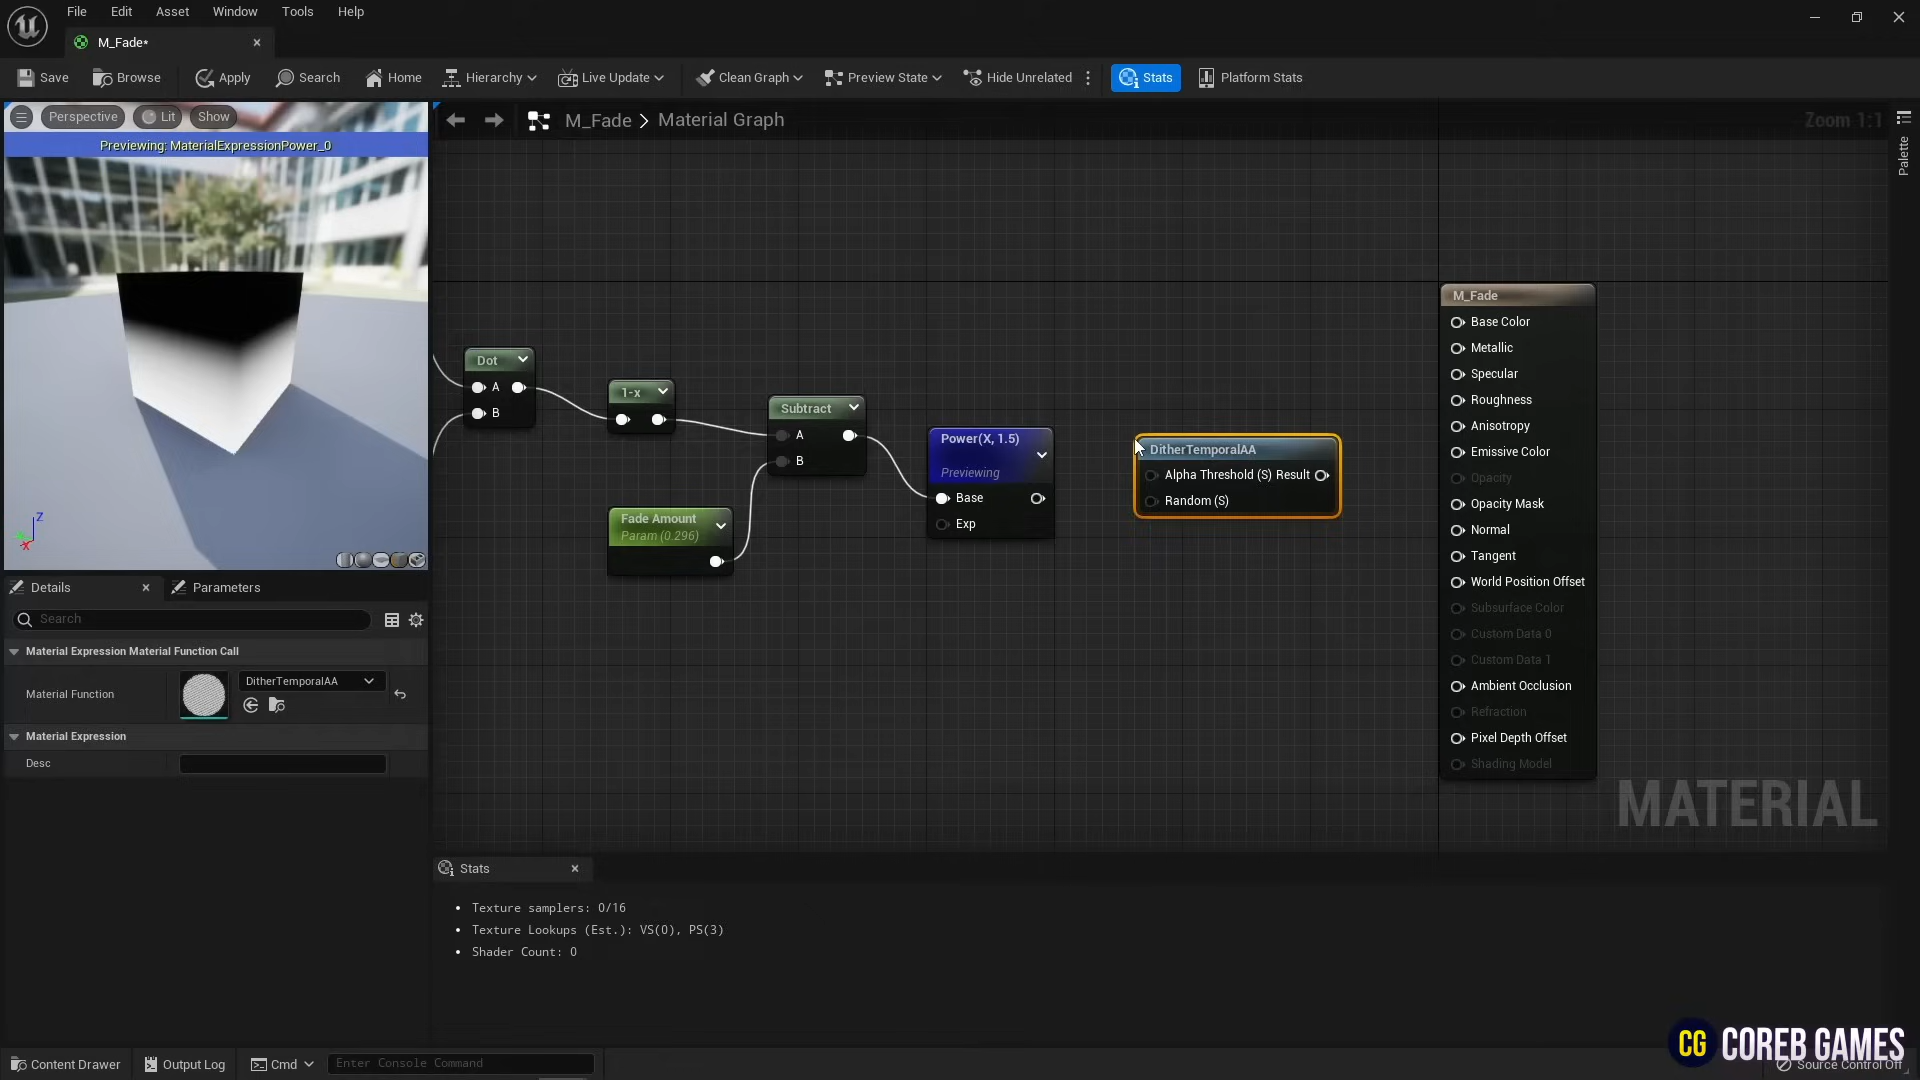 File Edit Asset Window Tools Help
M_Fade*
Save Browse Apply Search Home Hierarchy Live Update Clean Graph Preview State Hide Unrelated Stats Platform Stats
Perspective Lit Show
Previewing: MaterialExpressionPower_0
M_Fade > Material Graph
Zoom 1:1
Palette
Dot
A
B
1-x
Subtract
A
B
Fade Amount
Param (0.296)
Power(X, 1.5)
Previewing
Base
Exp
DitherTemporalAA
Alpha Threshold (S) Result
Random (S)
M_Fade
Base Color
Metallic
Specular
Roughness
Anisotropy
Emissive Color
Opacity
Opacity Mask
Normal
Tangent
World Position Offset
Subsurface Color
Custom Data 0
Custom Data 1
Ambient Occlusion
Refraction
Pixel Depth Offset
Shading Model
MATERIAL
Z
X
Details Parameters
Search
Material Expression Material Function Call
Material Function DitherTemporalAA
Material Expression
Desc
Stats
• Texture samplers: 0/16
• Texture Lookups (Est.): VS(0), PS(3)
• Shader Count: 0
Content Drawer Output Log Cmd Enter Console Command
CG COREB GAMES
Source Control Off